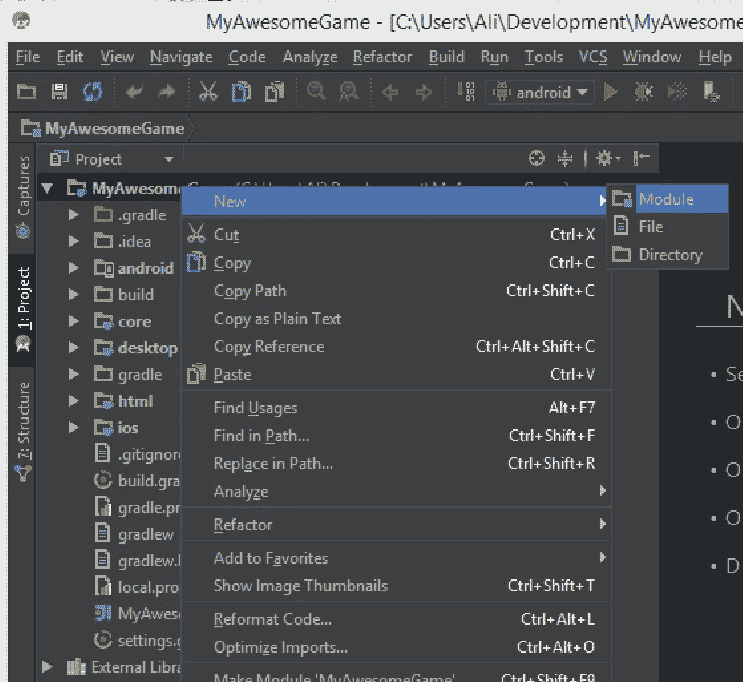 MyAwesomeGame - [C:\Users\Ali\Development\MyAwesome
File Edit View Navigate Code Analyze Refactor Build Run Tools VCS Window Help
android
MyAwesomeGame
Project
Captures
1: Project
7: Structure
MyAwesome
.gradle
.idea
android
build
core
desktop
gradle
html
ios
.gitignore
build.gra
gradle.pr
gradlew
gradlew.
local.pro
MyAwes
settings.g
External Libra
New
Cut Ctrl+X
Copy Ctrl+C
Copy Path Ctrl+Shift+C
Copy as Plain Text
Copy Reference Ctrl+Alt+Shift+C
Paste Ctrl+V
Find Usages Alt+F7
Find in Path... Ctrl+Shift+F
Replace in Path... Ctrl+Shift+R
Analyze
Refactor
Add to Favorites
Show Image Thumbnails Ctrl+Shift+T
Reformat Code... Ctrl+Alt+L
Optimize Imports... Ctrl+Alt+O
Make Module 'MyAwesomeGame' Ctrl+Shift+F9
Module
File
Directory
N
• Se
• O
• O
• O
• D